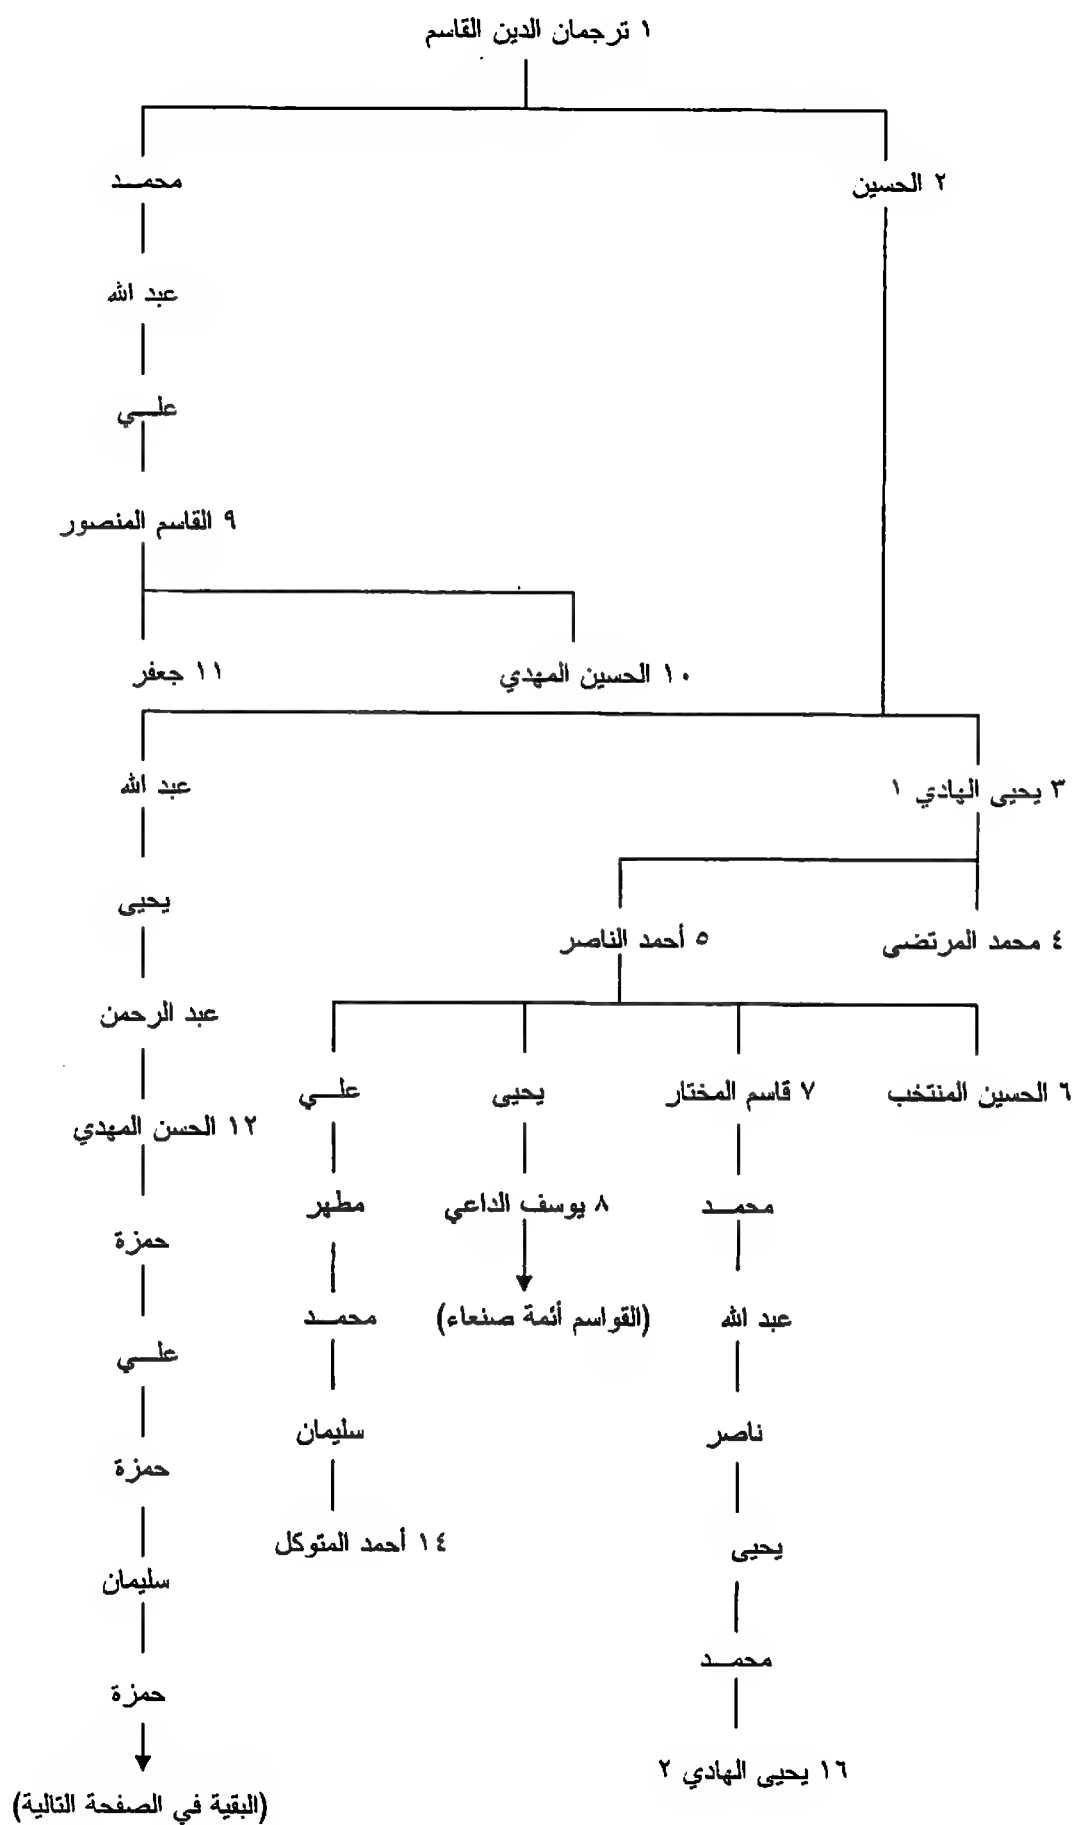 ١ ترجمان الدين القاسم
٢ الحسين
محمد
عبد الله
علي
٩ القاسم المنصور
١٠ الحسين المهدي
١١ جعفر
٣ يحيى الهادي ١
عبد الله
يحيى
٤ محمد المرتضى
٥ أحمد الناصر
عبد الرحمن
٦ الحسين المنتخب
٧ قاسم المختار
يحيى
علي
١٢ الحسن المهدي
محمد
٨ يوسف الداعي
مطهر
حمزة
عبد الله
(القواسم أئمة صنعاء)
محمد
علي
ناصر
سليمان
حمزة
يحيى
١٤ أحمد المتوكل
سليمان
محمد
حمزة
١٦ يحيى الهادي ٢
(البقية في الصفحة التالية)